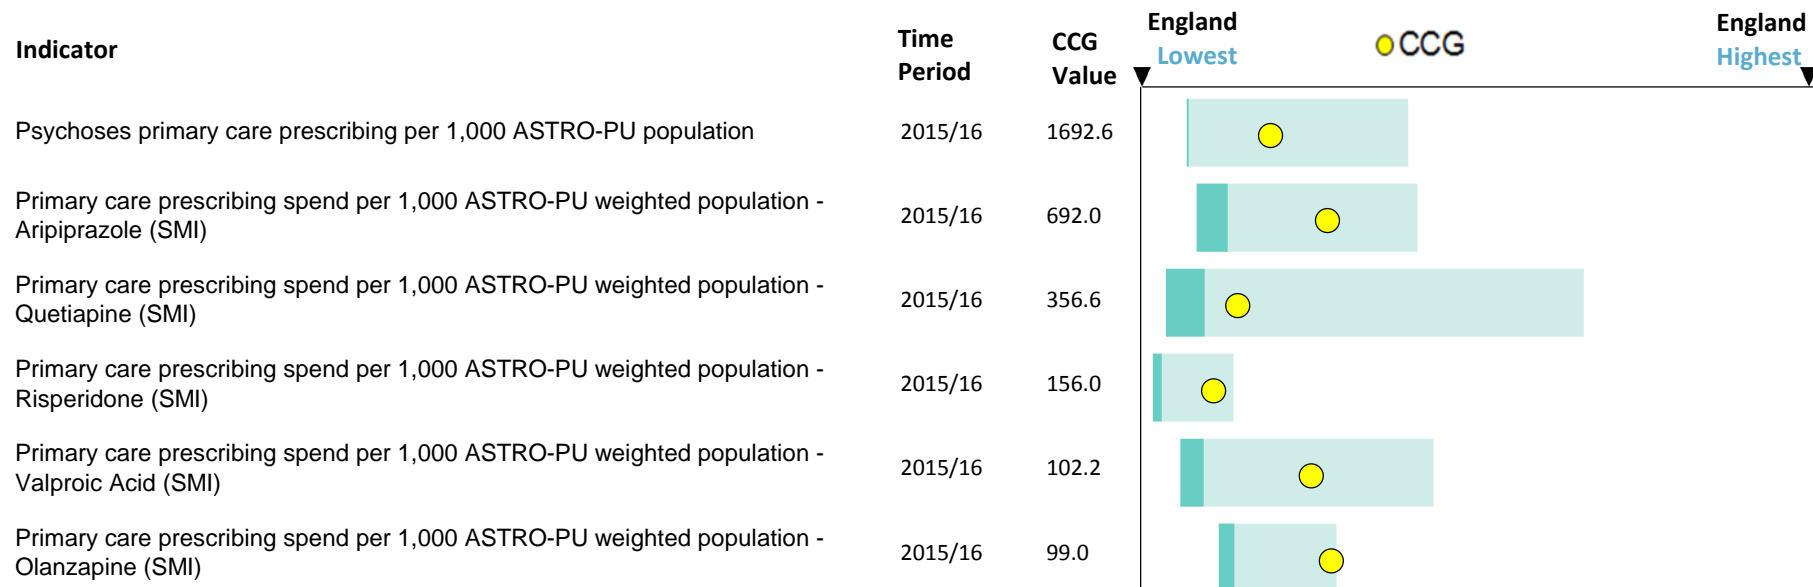 Indicator
Time
Period
CCG
Value
England
Lowest
CCG
England
Highest
Psychoses primary care prescribing per 1,000 ASTRO-PU population
2015/16
1692.6
Primary care prescribing spend per 1,000 ASTRO-PU weighted population -
Aripiprazole (SMI)
2015/16
692.0
Primary care prescribing spend per 1,000 ASTRO-PU weighted population -
Quetiapine (SMI)
2015/16
356.6
Primary care prescribing spend per 1,000 ASTRO-PU weighted population -
Risperidone (SMI)
2015/16
156.0
Primary care prescribing spend per 1,000 ASTRO-PU weighted population -
Valproic Acid (SMI)
2015/16
102.2
Primary care prescribing spend per 1,000 ASTRO-PU weighted population -
Olanzapine (SMI)
2015/16
99.0